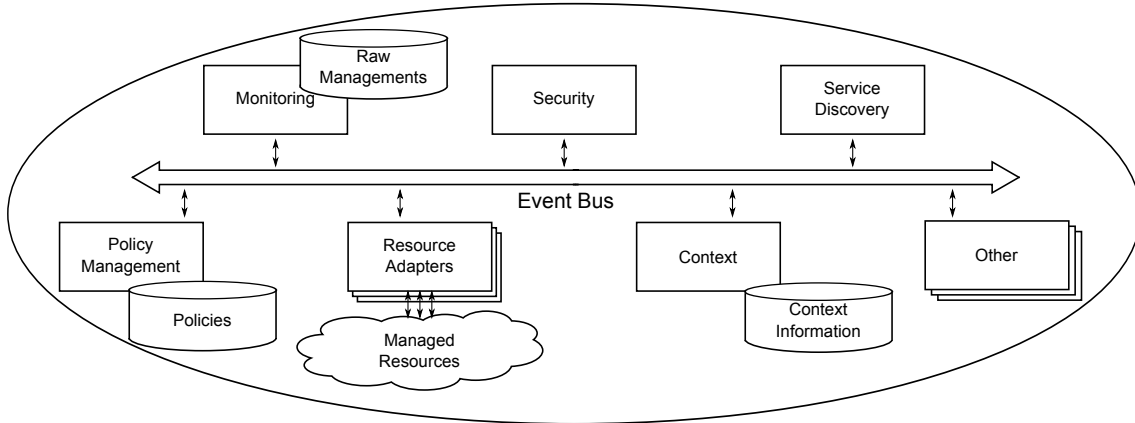 Raw
Managements
Monitoring
Security
Service
Discovery
Event Bus
Policy
Management
Resource
Adapters
Context
Other
Policies
Context
Information
Managed
Resources